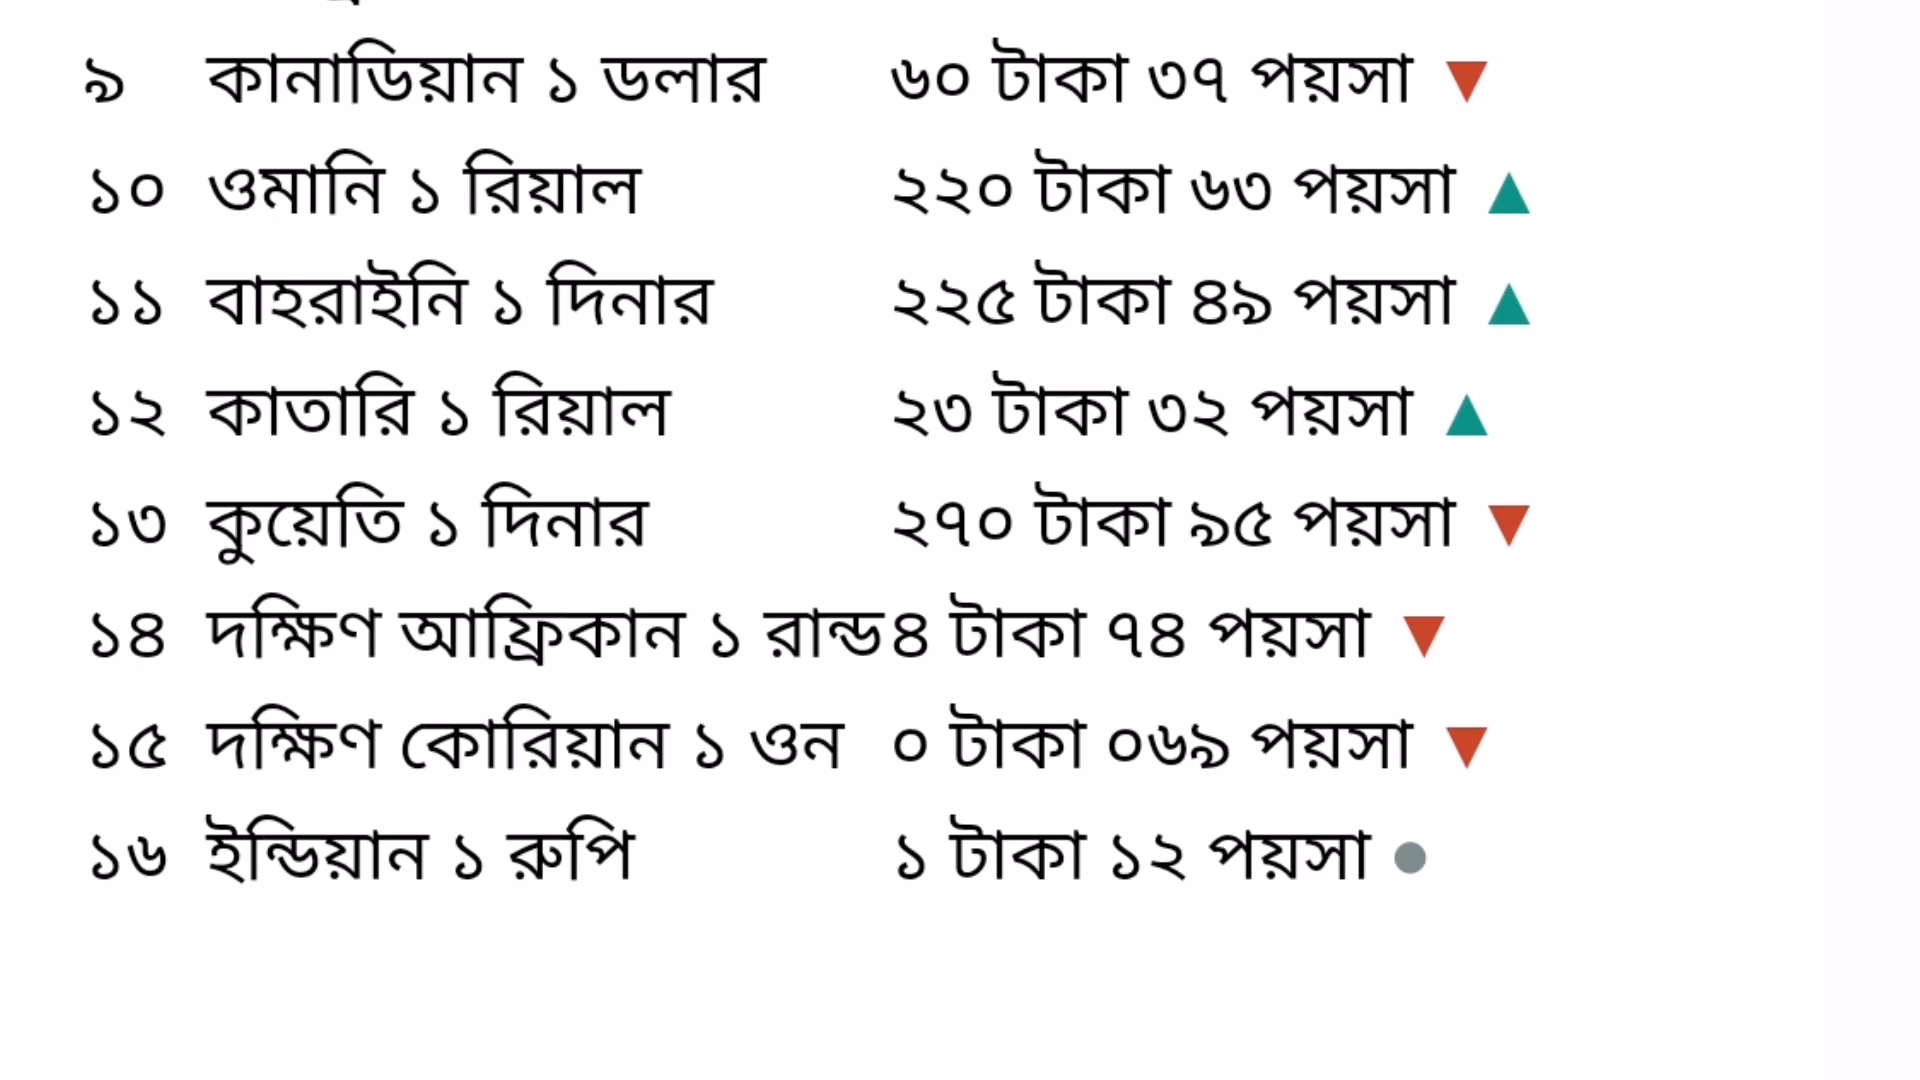 ৯ কানাডিয়ান ১ ডলার ৬০ টাকা ৩৭ পয়সা ▼
১০ ওমানি ১ রিয়াল ২২০ টাকা ৬৩ পয়সা ▲
১১ বাহরাইনি ১ দিনার ২২৫ টাকা ৪৯ পয়সা ▲
১২ কাতারি ১ রিয়াল ২৩ টাকা ৩২ পয়সা ▲
১৩ কুয়েতি ১ দিনার ২৭০ টাকা ৯৫ পয়সা ▼
১৪ দক্ষিণ আফ্রিকান ১ রান্ড ৪ টাকা ৭৪ পয়সা ▼
১৫ দক্ষিণ কোরিয়ান ১ ওন ০ টাকা ০৬৯ পয়সা ▼
১৬ ইন্ডিয়ান ১ রুপি ১ টাকা ১২ পয়সা ●